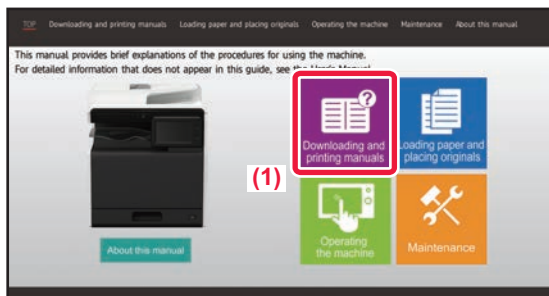 TOP Downloading and printing manuals Loading paper and placing originals Operating the machine Maintenance About this manual
This manual provides brief explanations of the procedures for using the machine.
For detailed information that does not appear in this guide, see the User's Manual.
Downloading and
printing manuals
Loading paper and
placing originals
(1)
Operating
the machine
Maintenance
About this manual